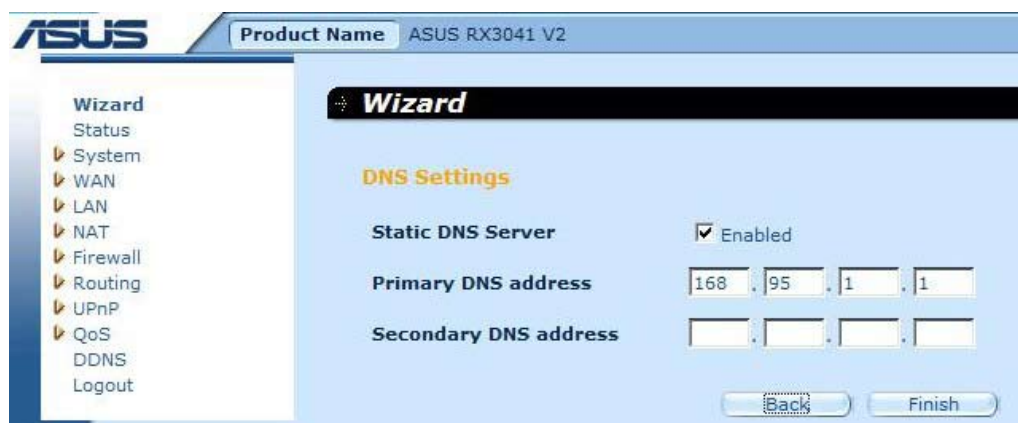 ASUS
Product Name ASUS RX3041 V2
Wizard
Status
System
WAN
LAN
NAT
Firewall
Routing
UPnP
QoS
DDNS
Logout
Wizard
DNS Settings
Static DNS Server Enabled
Primary DNS address 168 . 95 . 1 . 1
Secondary DNS address . . .
Back Finish